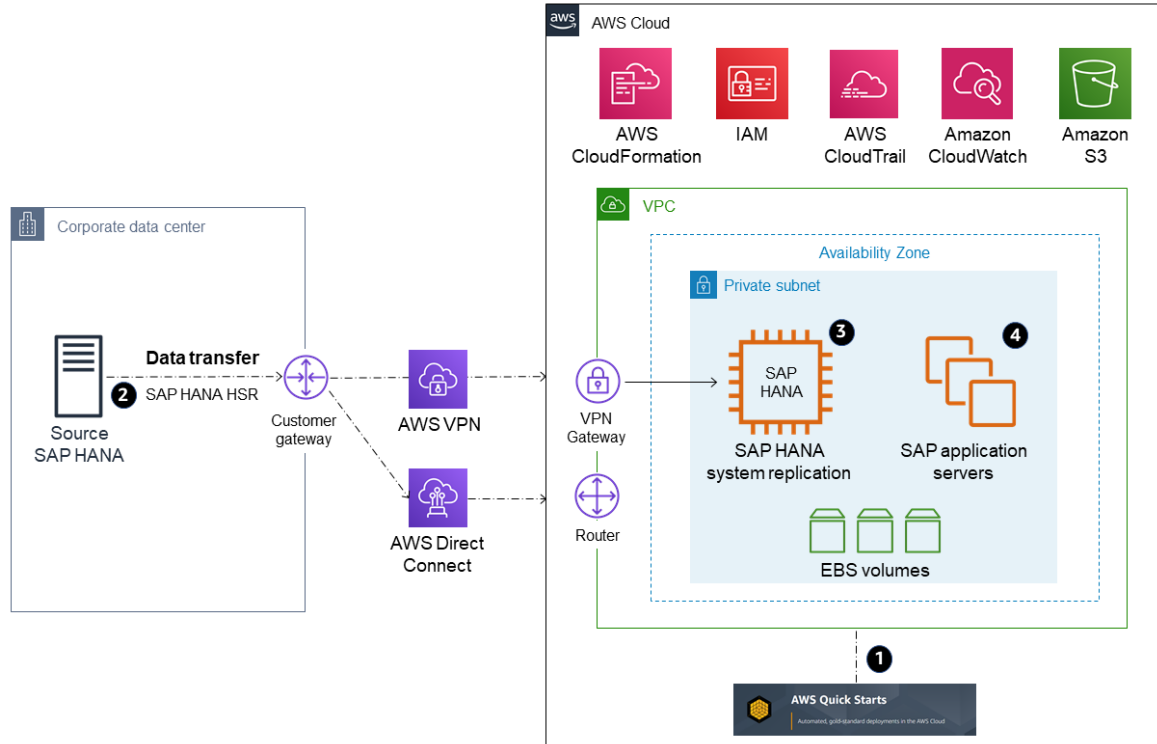 aws
AWS Cloud
AWS
CloudFormation
IAM
AWS
CloudTrail
Amazon
CloudWatch
Amazon
S3
VPC
Corporate data center
Availability Zone
Private subnet
Data transfer
2
SAP HANA HSR
Source
SAP HANA
Customer
gateway
AWS VPN
AWS Direct
Connect
VPN
Gateway
Router
3
SAP
HANA
SAP HANA
system replication
4
SAP application
servers
EBS volumes
1
AWS Quick Starts
Automated, gold-standard deployments in the AWS Cloud